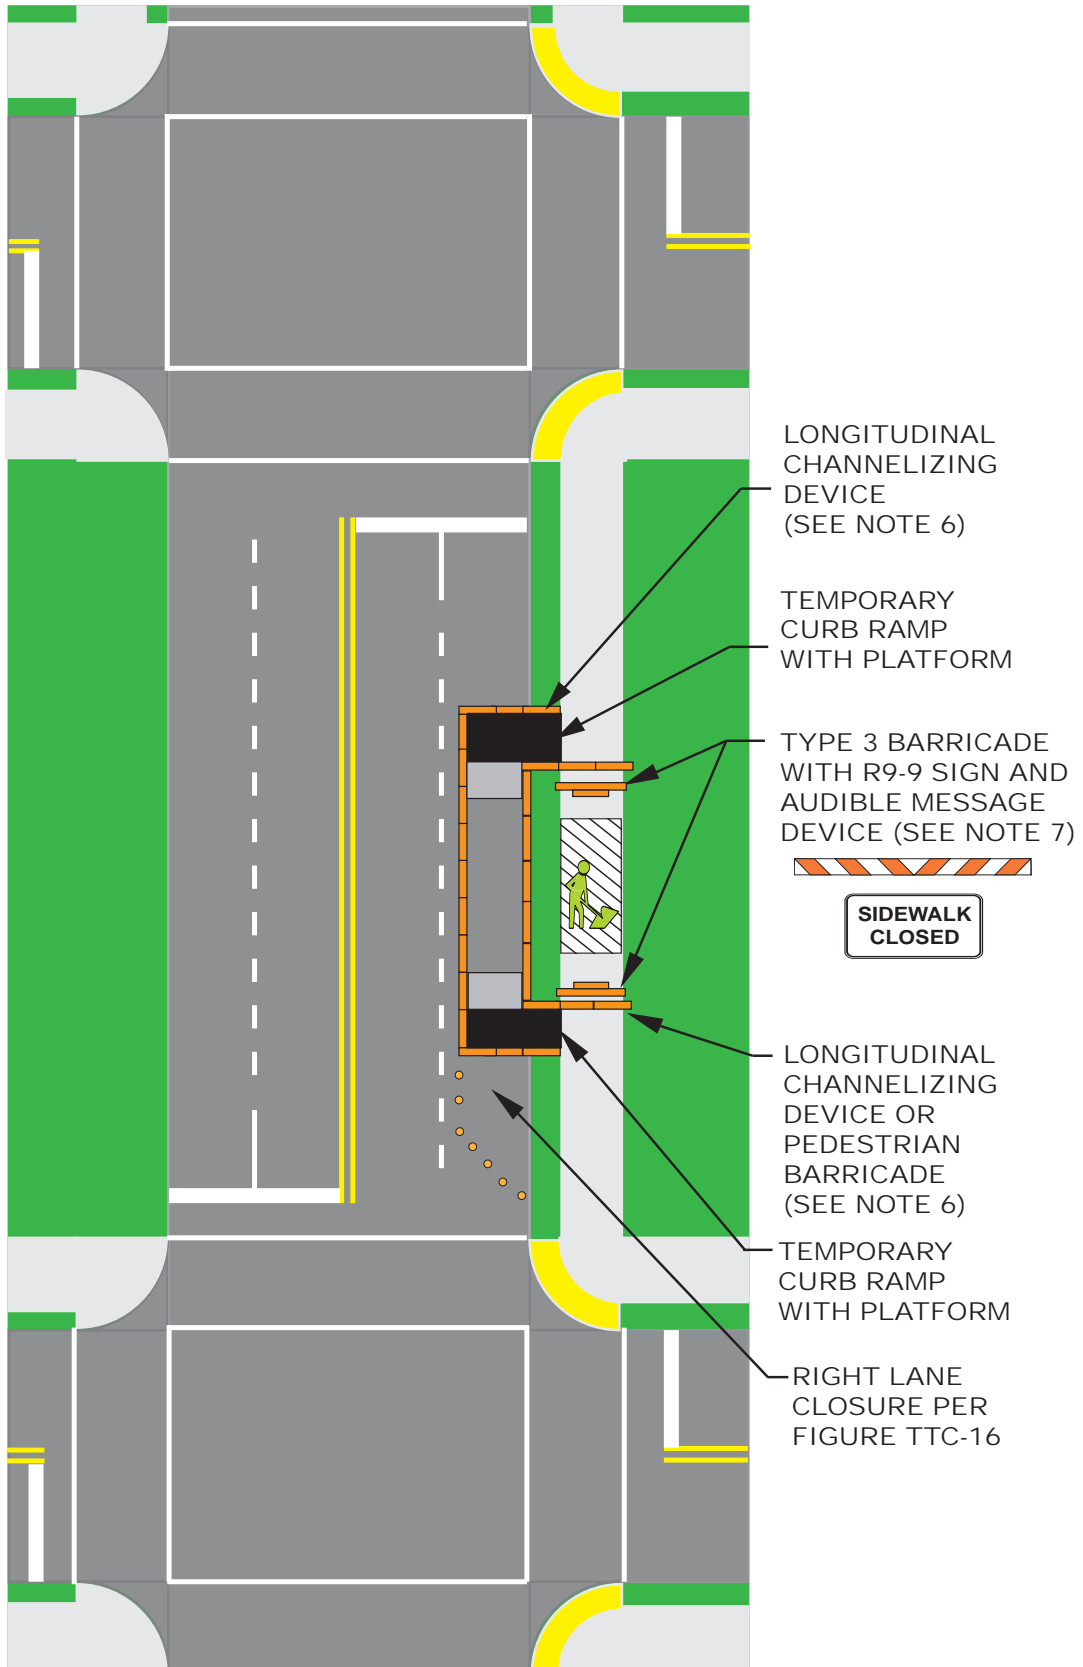 LONGITUDINAL
CHANNELIZING
DEVICE
(SEE NOTE 6)
TEMPORARY
CURB RAMP
WITH PLATFORM
TYPE 3 BARRICADE
WITH R9-9 SIGN AND
AUDIBLE MESSAGE
DEVICE (SEE NOTE 7)
SIDEWALK
CLOSED
LONGITUDINAL
CHANNELIZING
DEVICE OR
PEDESTRIAN
BARRICADE
(SEE NOTE 6)
TEMPORARY
CURB RAMP
WITH PLATFORM
RIGHT LANE
CLOSURE PER
FIGURE TTC-16